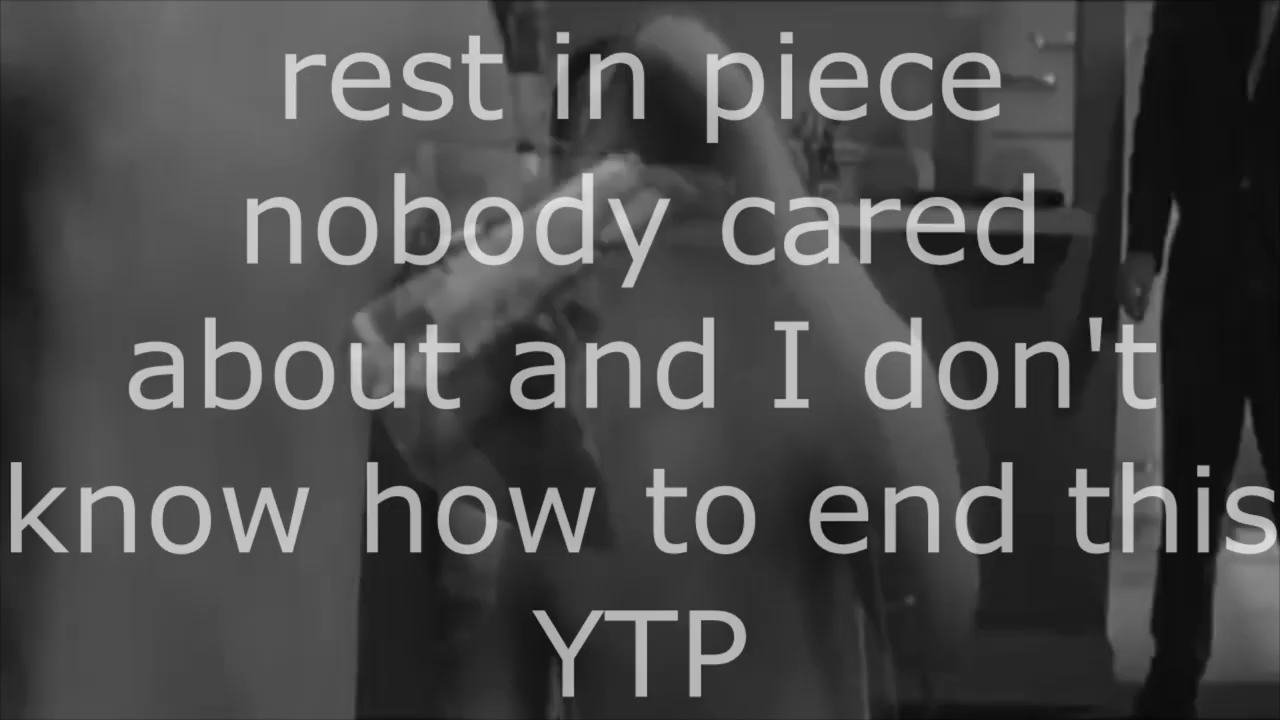 rest in piece
nobody cared
about and I don't
know how to end this
YTP